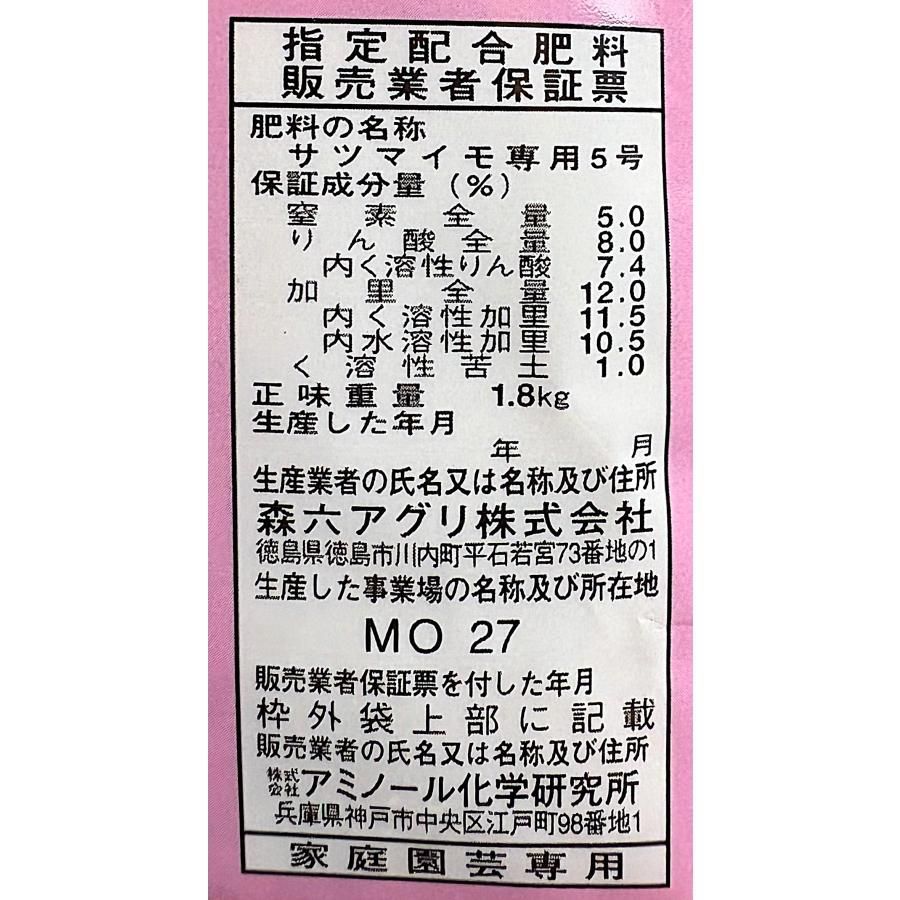 指定配合肥料
販売業者保証票
肥料の名称
サツマイモ専用5号
保証成分量(%)
窒素全量 5.0
りん酸全量 8.0
内く溶性りん酸 7.4
加里全量 12.0
内く溶性加里 11.5
内水溶性加里 10.5
く溶性苦土 1.0
正味重量 1.8kg
生産した年月
年 月
生産業者の氏名又は名称及び住所
森六アグリ株式会社
徳島県徳島市川内町平石若宮73番地の1
生産した事業場の名称及び所在地
MO 27
販売業者保証票を付した年月
枠外袋上部に記載
販売業者の氏名又は名称及び住所
株式会社アミノール化学研究所
兵庫県神戸市中央区江戸町98番地1
家庭園芸専用